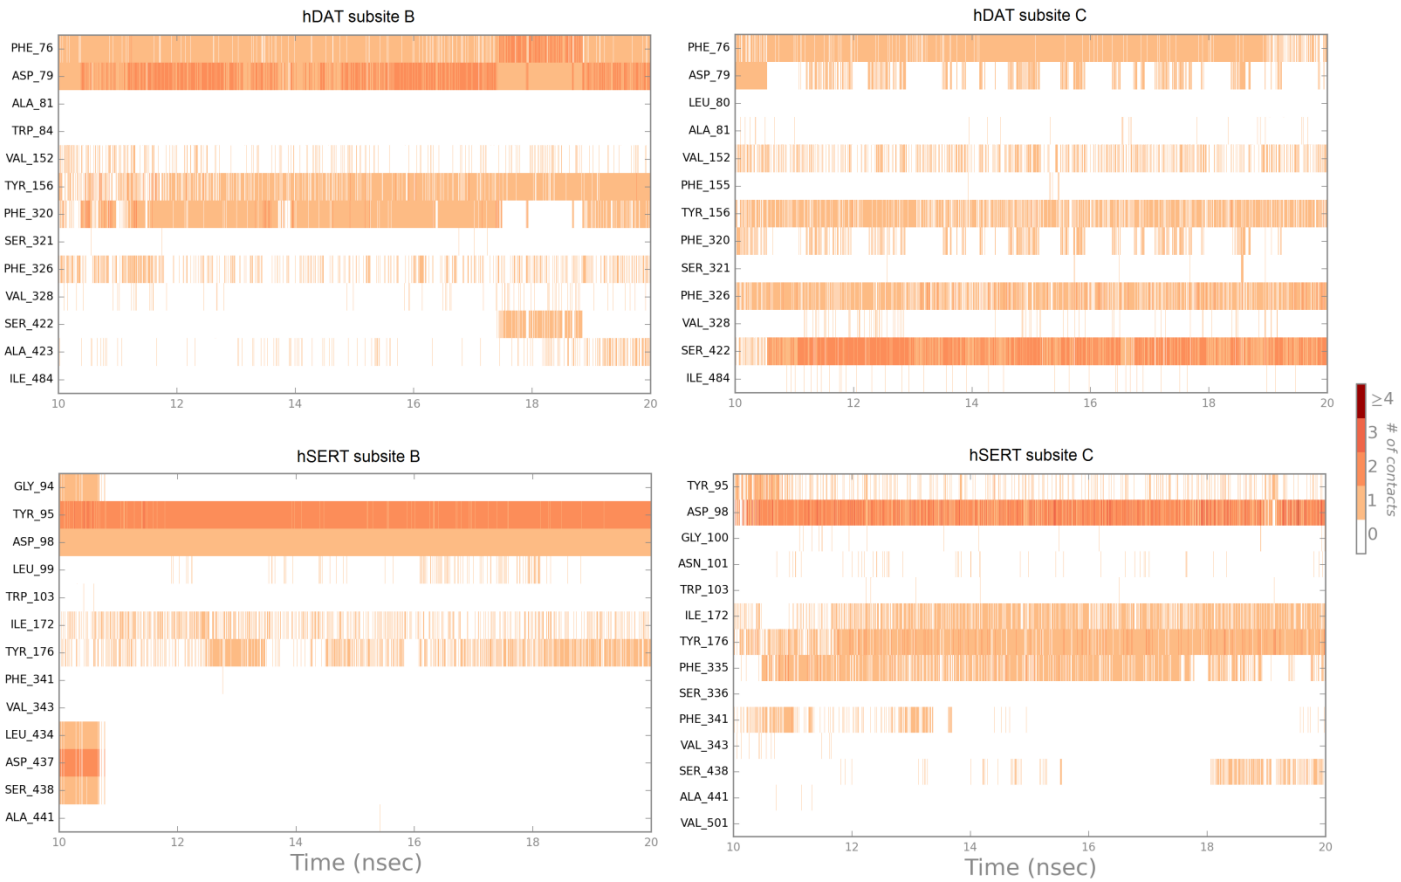 hDAT subsite B
PHE_76
ASP_79
ALA_81
TRP_84
VAL_152
TYR_156
PHE_320
SER_321
PHE_326
VAL_328
SER_422
ALA_423
ILE_484
10 12 14 16 18 20
hDAT subsite C
PHE_76
ASP_79
LEU_80
ALA_81
VAL_152
PHE_155
TYR_156
PHE_320
SER_321
PHE_326
VAL_328
SER_422
ILE_484
10 12 14 16 18 20
hSERT subsite B
GLY_94
TYR_95
ASP_98
LEU_99
TRP_103
ILE_172
TYR_176
PHE_341
VAL_343
LEU_434
ASP_437
SER_438
ALA_441
10 12 14 16 18 20
Time (nsec)
hSERT subsite C
TYR_95
ASP_98
GLY_100
ASN_101
TRP_103
ILE_172
TYR_176
PHE_335
SER_336
PHE_341
VAL_343
SER_438
ALA_441
VAL_501
10 12 14 16 18 20
Time (nsec)
≥4
3
2
1
0
# of contacts